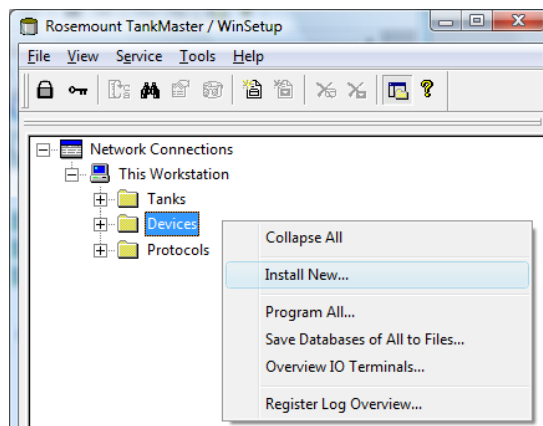 Rosemount TankMaster / WinSetup
File View Service Tools Help
Network Connections
This Workstation
Tanks
Devices
Protocols
Collapse All
Install New...
Program All...
Save Databases of All to Files...
Overview IO Terminals...
Register Log Overview...